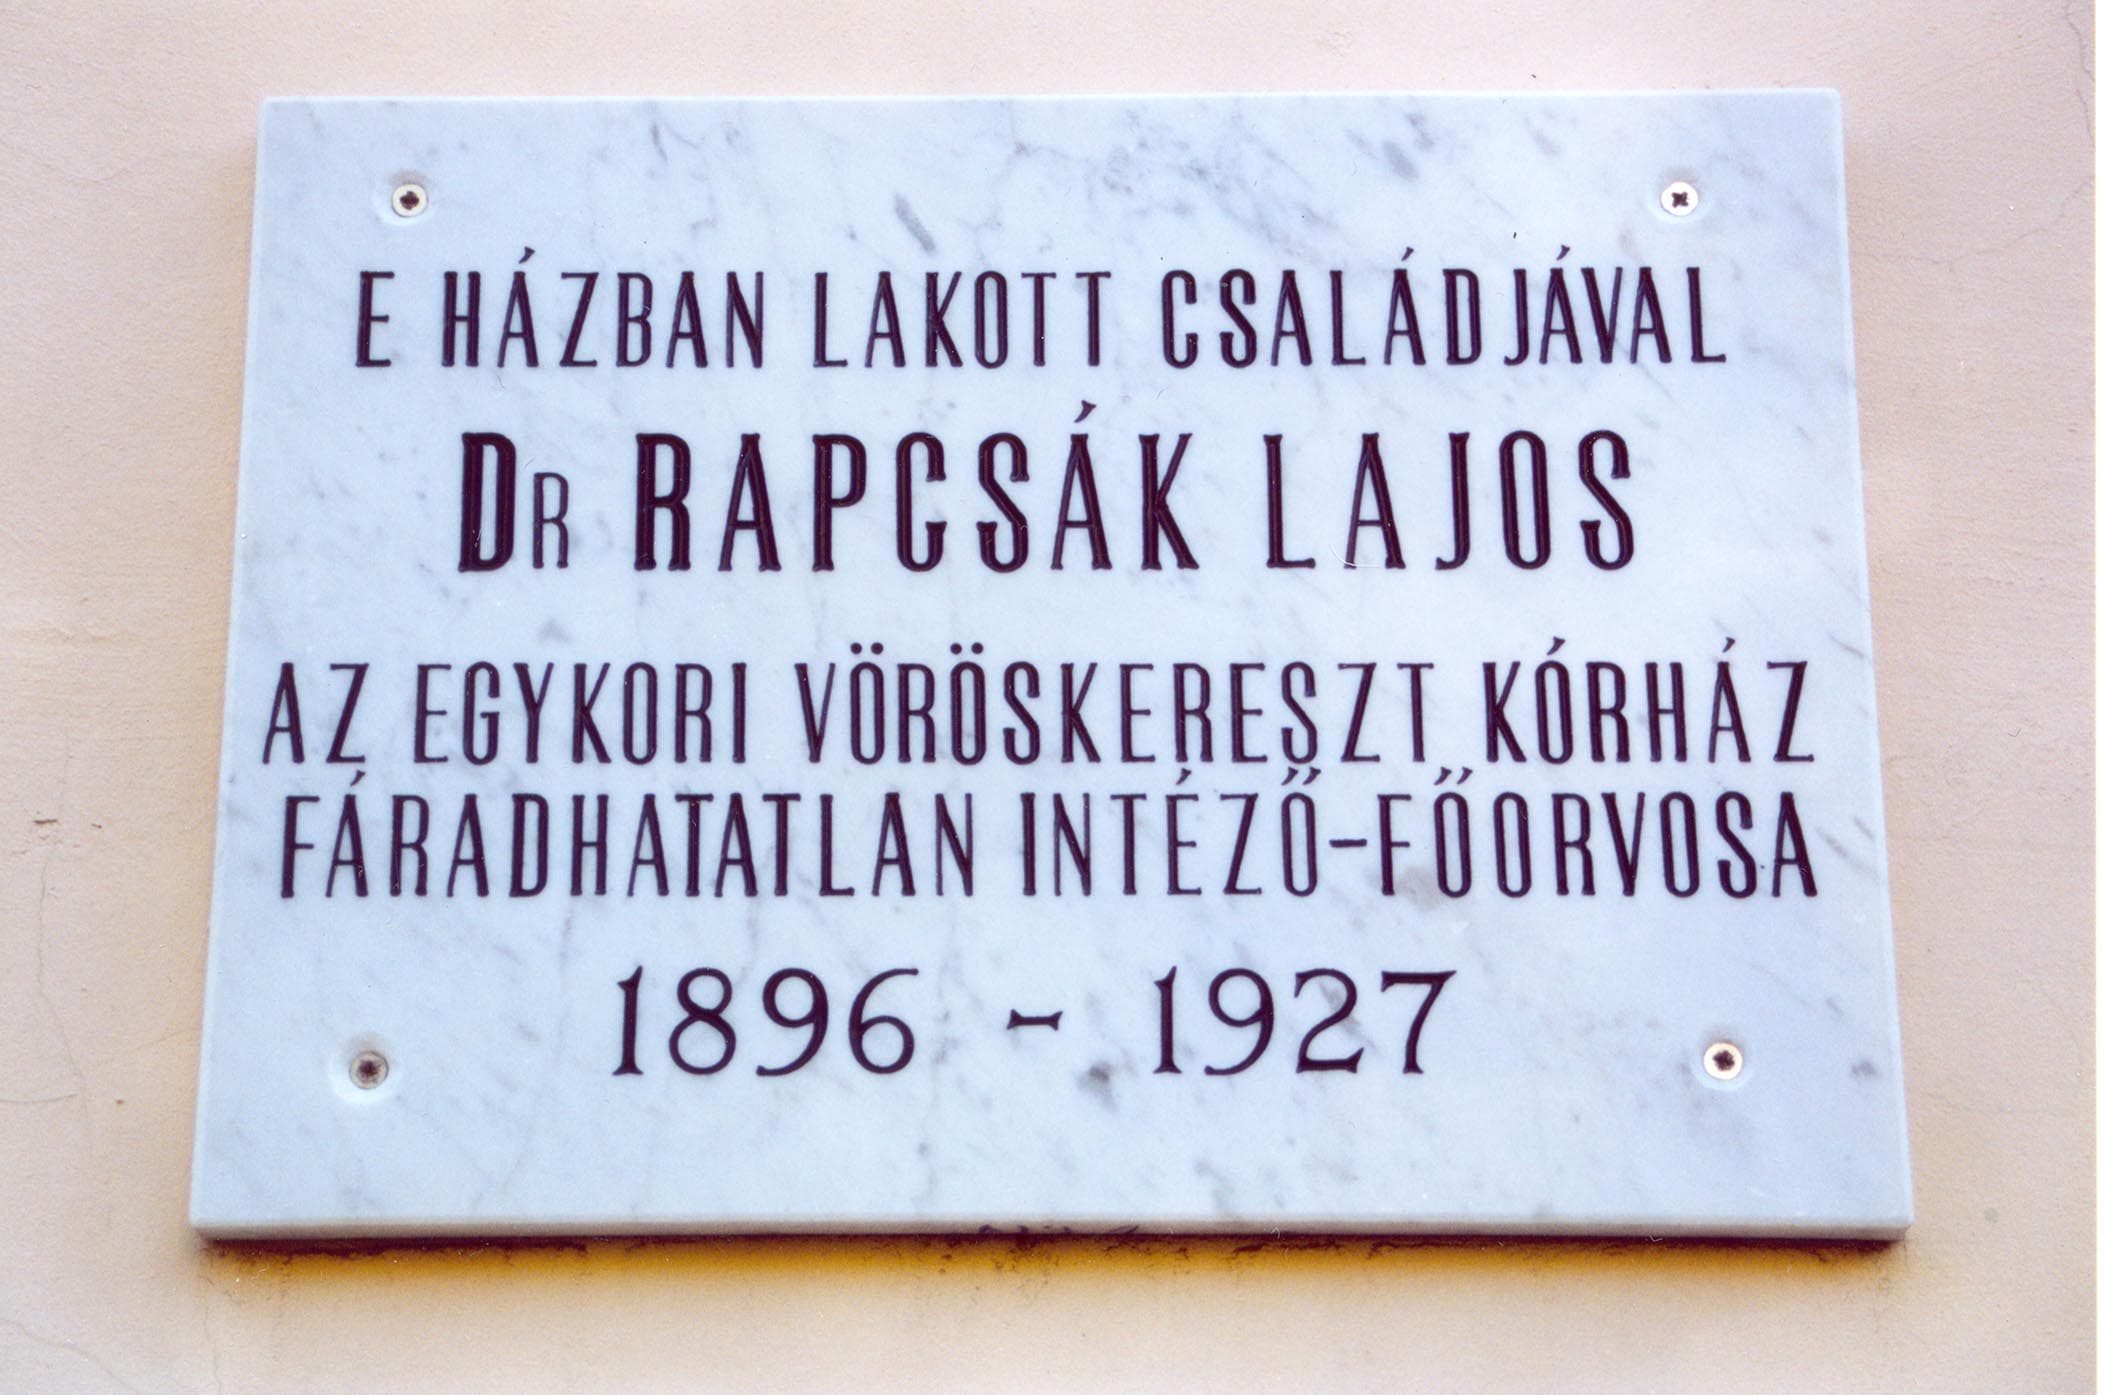 E HÁZBAN LAKOTT CSALÁDJÁVAL
DR RAPCSÁK LAJOS
AZ EGYKORI VÖRÖSKERESZT KÓRHÁZ
FÁRADHATATLAN INTÉZŐ-FŐORVOSA
1896 - 1927